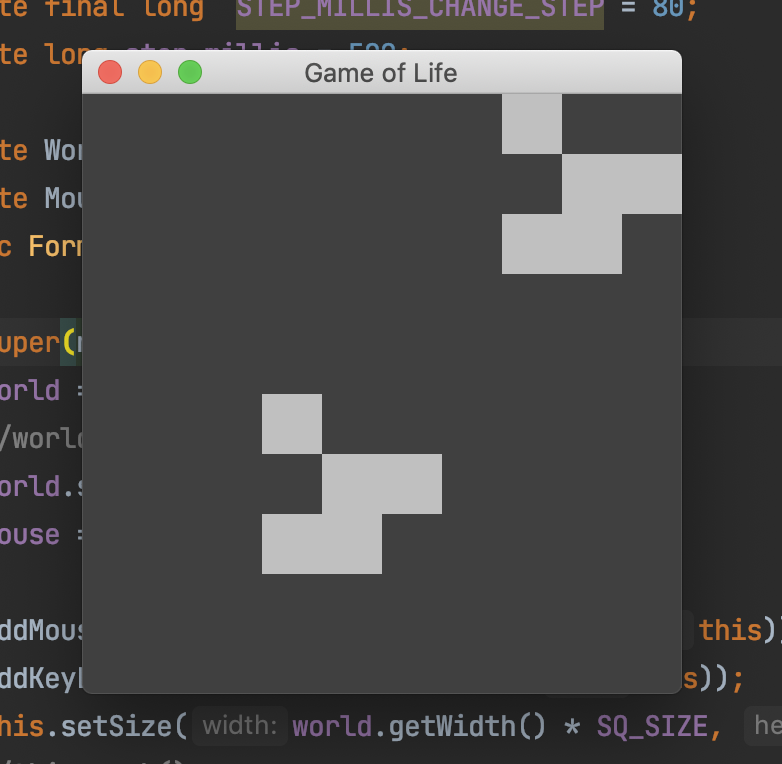 te final long STEP_MILLIS_CHANGE_STEP = 80;
te long step_millis = 500;
Game of Life
te Wor
te Mou
c Form
uper(
orld =
/world
orld.s
ouse =
ddMous this))
ddKeyl s));
his.setSize( width: world.getWidth() * SQ_SIZE, he